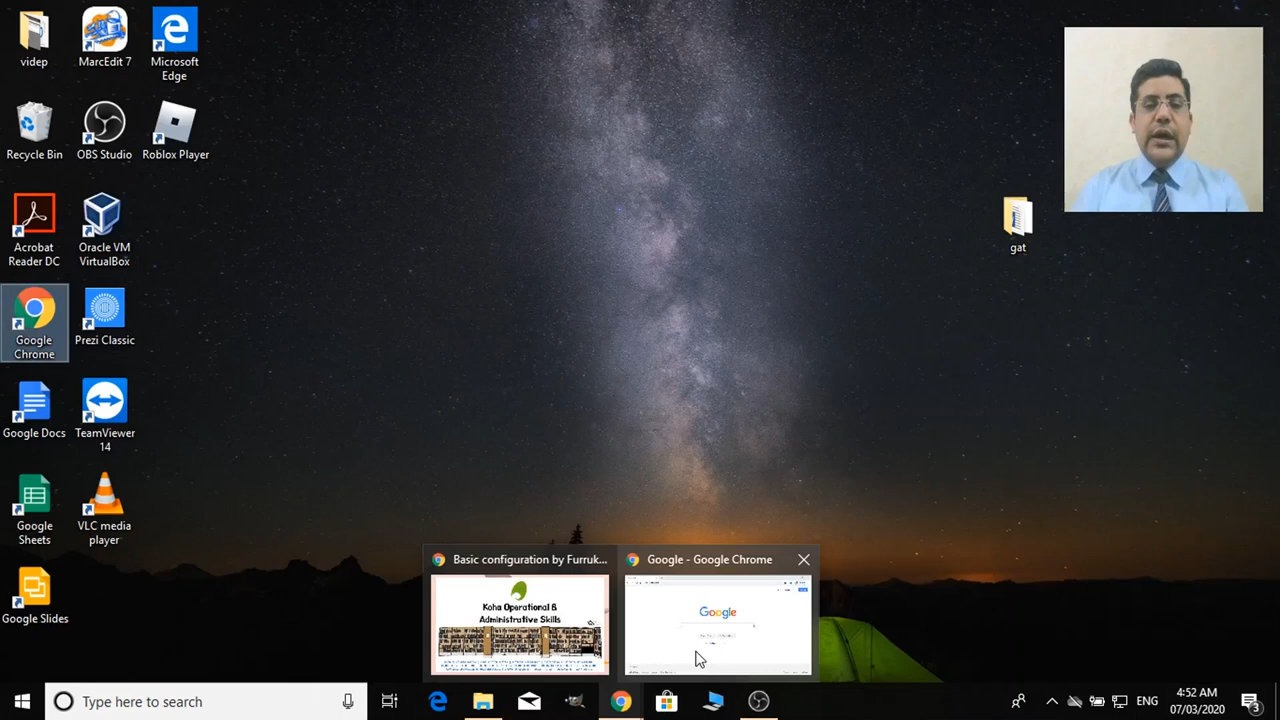 videp
MarcEdit 7
Microsoft
Edge
Recycle Bin
OBS Studio
Roblox Player
Acrobat
Reader DC
Oracle VM
VirtualBox
gat
Google
Chrome
Prezi Classic
Google Docs
TeamViewer
14
Google
Sheets
VLC media
player
Google Slides
Basic configuration by Furruk...
Google - Google Chrome
Koha Operational &
Administrative Skills
Google
Type here to search
ENG
4:52 AM
07/03/2020
3